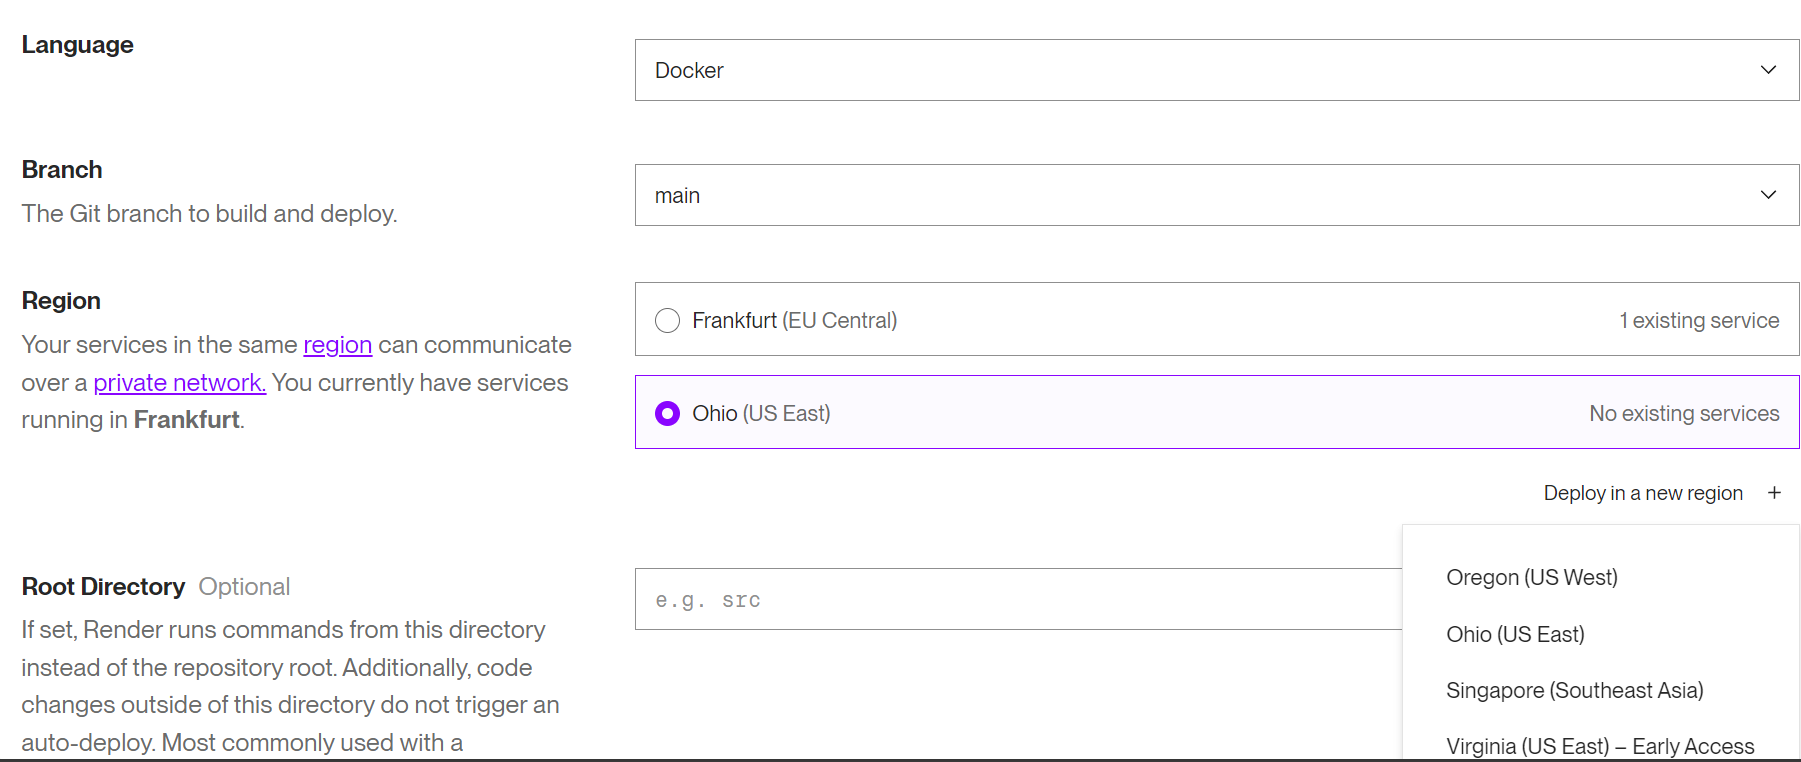 Language
Docker
Branch
The Git branch to build and deploy.
main
Region
Your services in the same region can communicate
over a private network. You currently have services
running in Frankfurt.
Frankfurt (EU Central)
1 existing service
Ohio (US East)
No existing services
Deploy in a new region +
Oregon (US West)
Ohio (US East)
Singapore (Southeast Asia)
Virginia (US East) – Early Access
Root Directory Optional
If set, Render runs commands from this directory
instead of the repository root. Additionally, code
changes outside of this directory do not trigger an
auto-deploy. Most commonly used with a
e.g. src